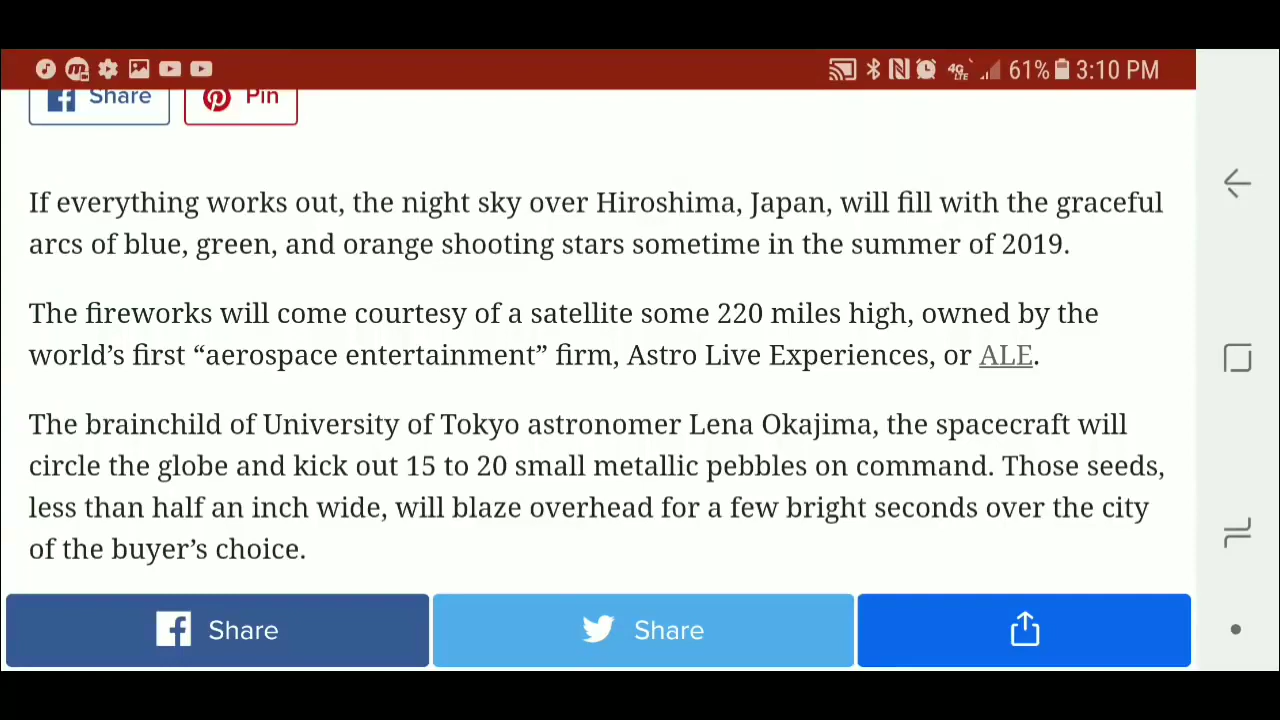 4G LTE 61% 3:10 PM
Share Pin
If everything works out, the night sky over Hiroshima, Japan, will fill with the graceful
arcs of blue, green, and orange shooting stars sometime in the summer of 2019.
The fireworks will come courtesy of a satellite some 220 miles high, owned by the
world’s first “aerospace entertainment” firm, Astro Live Experiences, or ALE.
The brainchild of University of Tokyo astronomer Lena Okajima, the spacecraft will
circle the globe and kick out 15 to 20 small metallic pebbles on command. Those seeds,
less than half an inch wide, will blaze overhead for a few bright seconds over the city
of the buyer’s choice.
Share Share